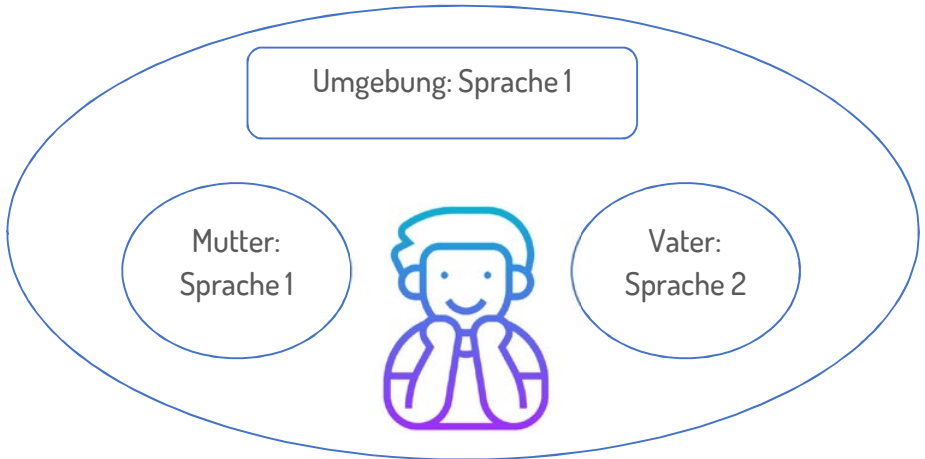 Umgebung: Sprache 1
Mutter:
Sprache 1
Vater:
Sprache 2